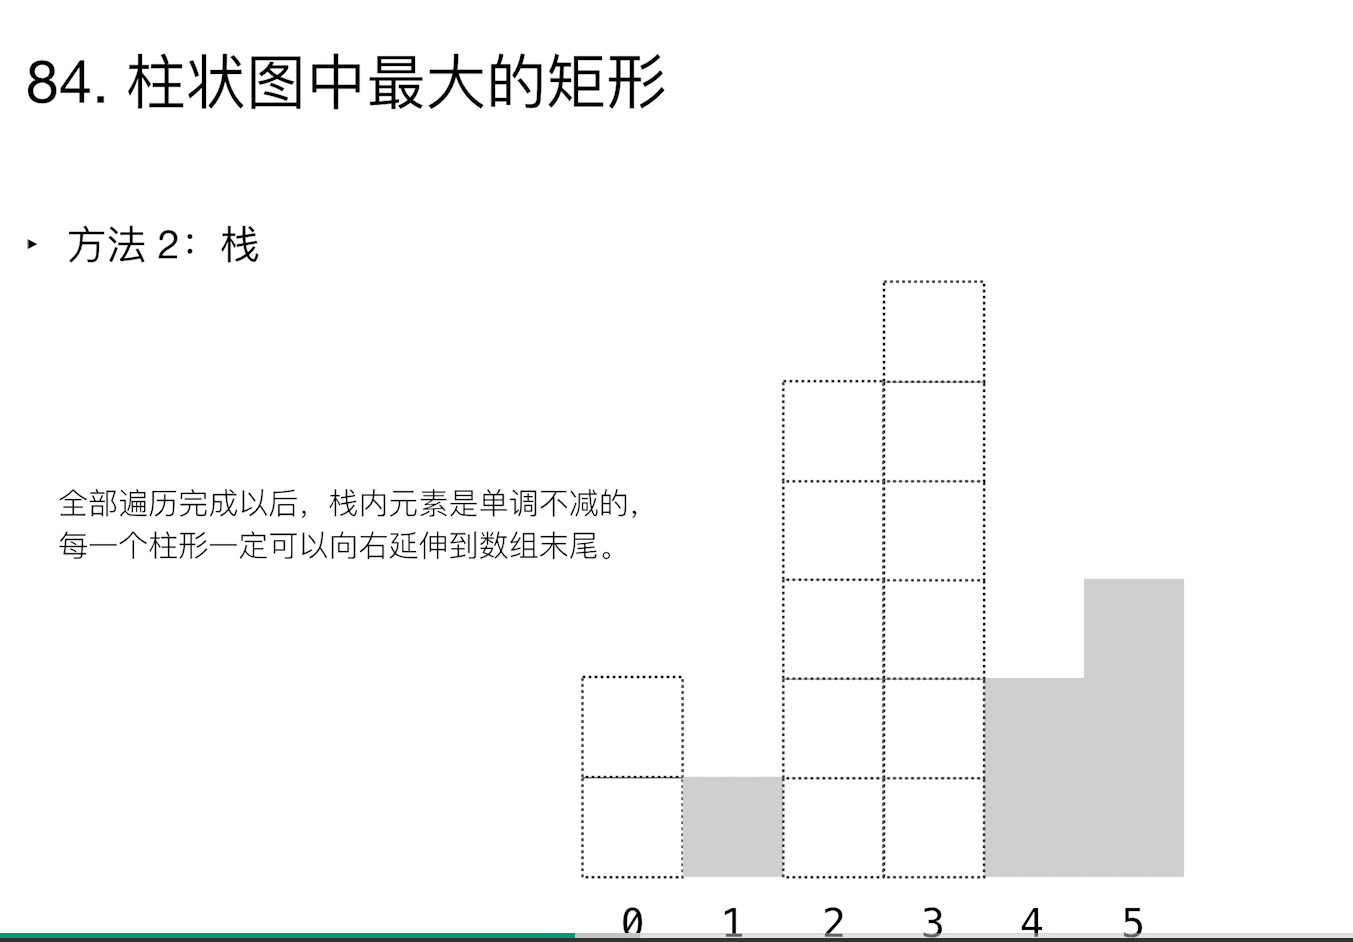 84. 柱状图中最大的矩形
‣ 方法 2：栈
全部遍历完成以后，栈内元素是单调不减的，
每一个柱形一定可以向右延伸到数组末尾。
0 1 2 3 4 5